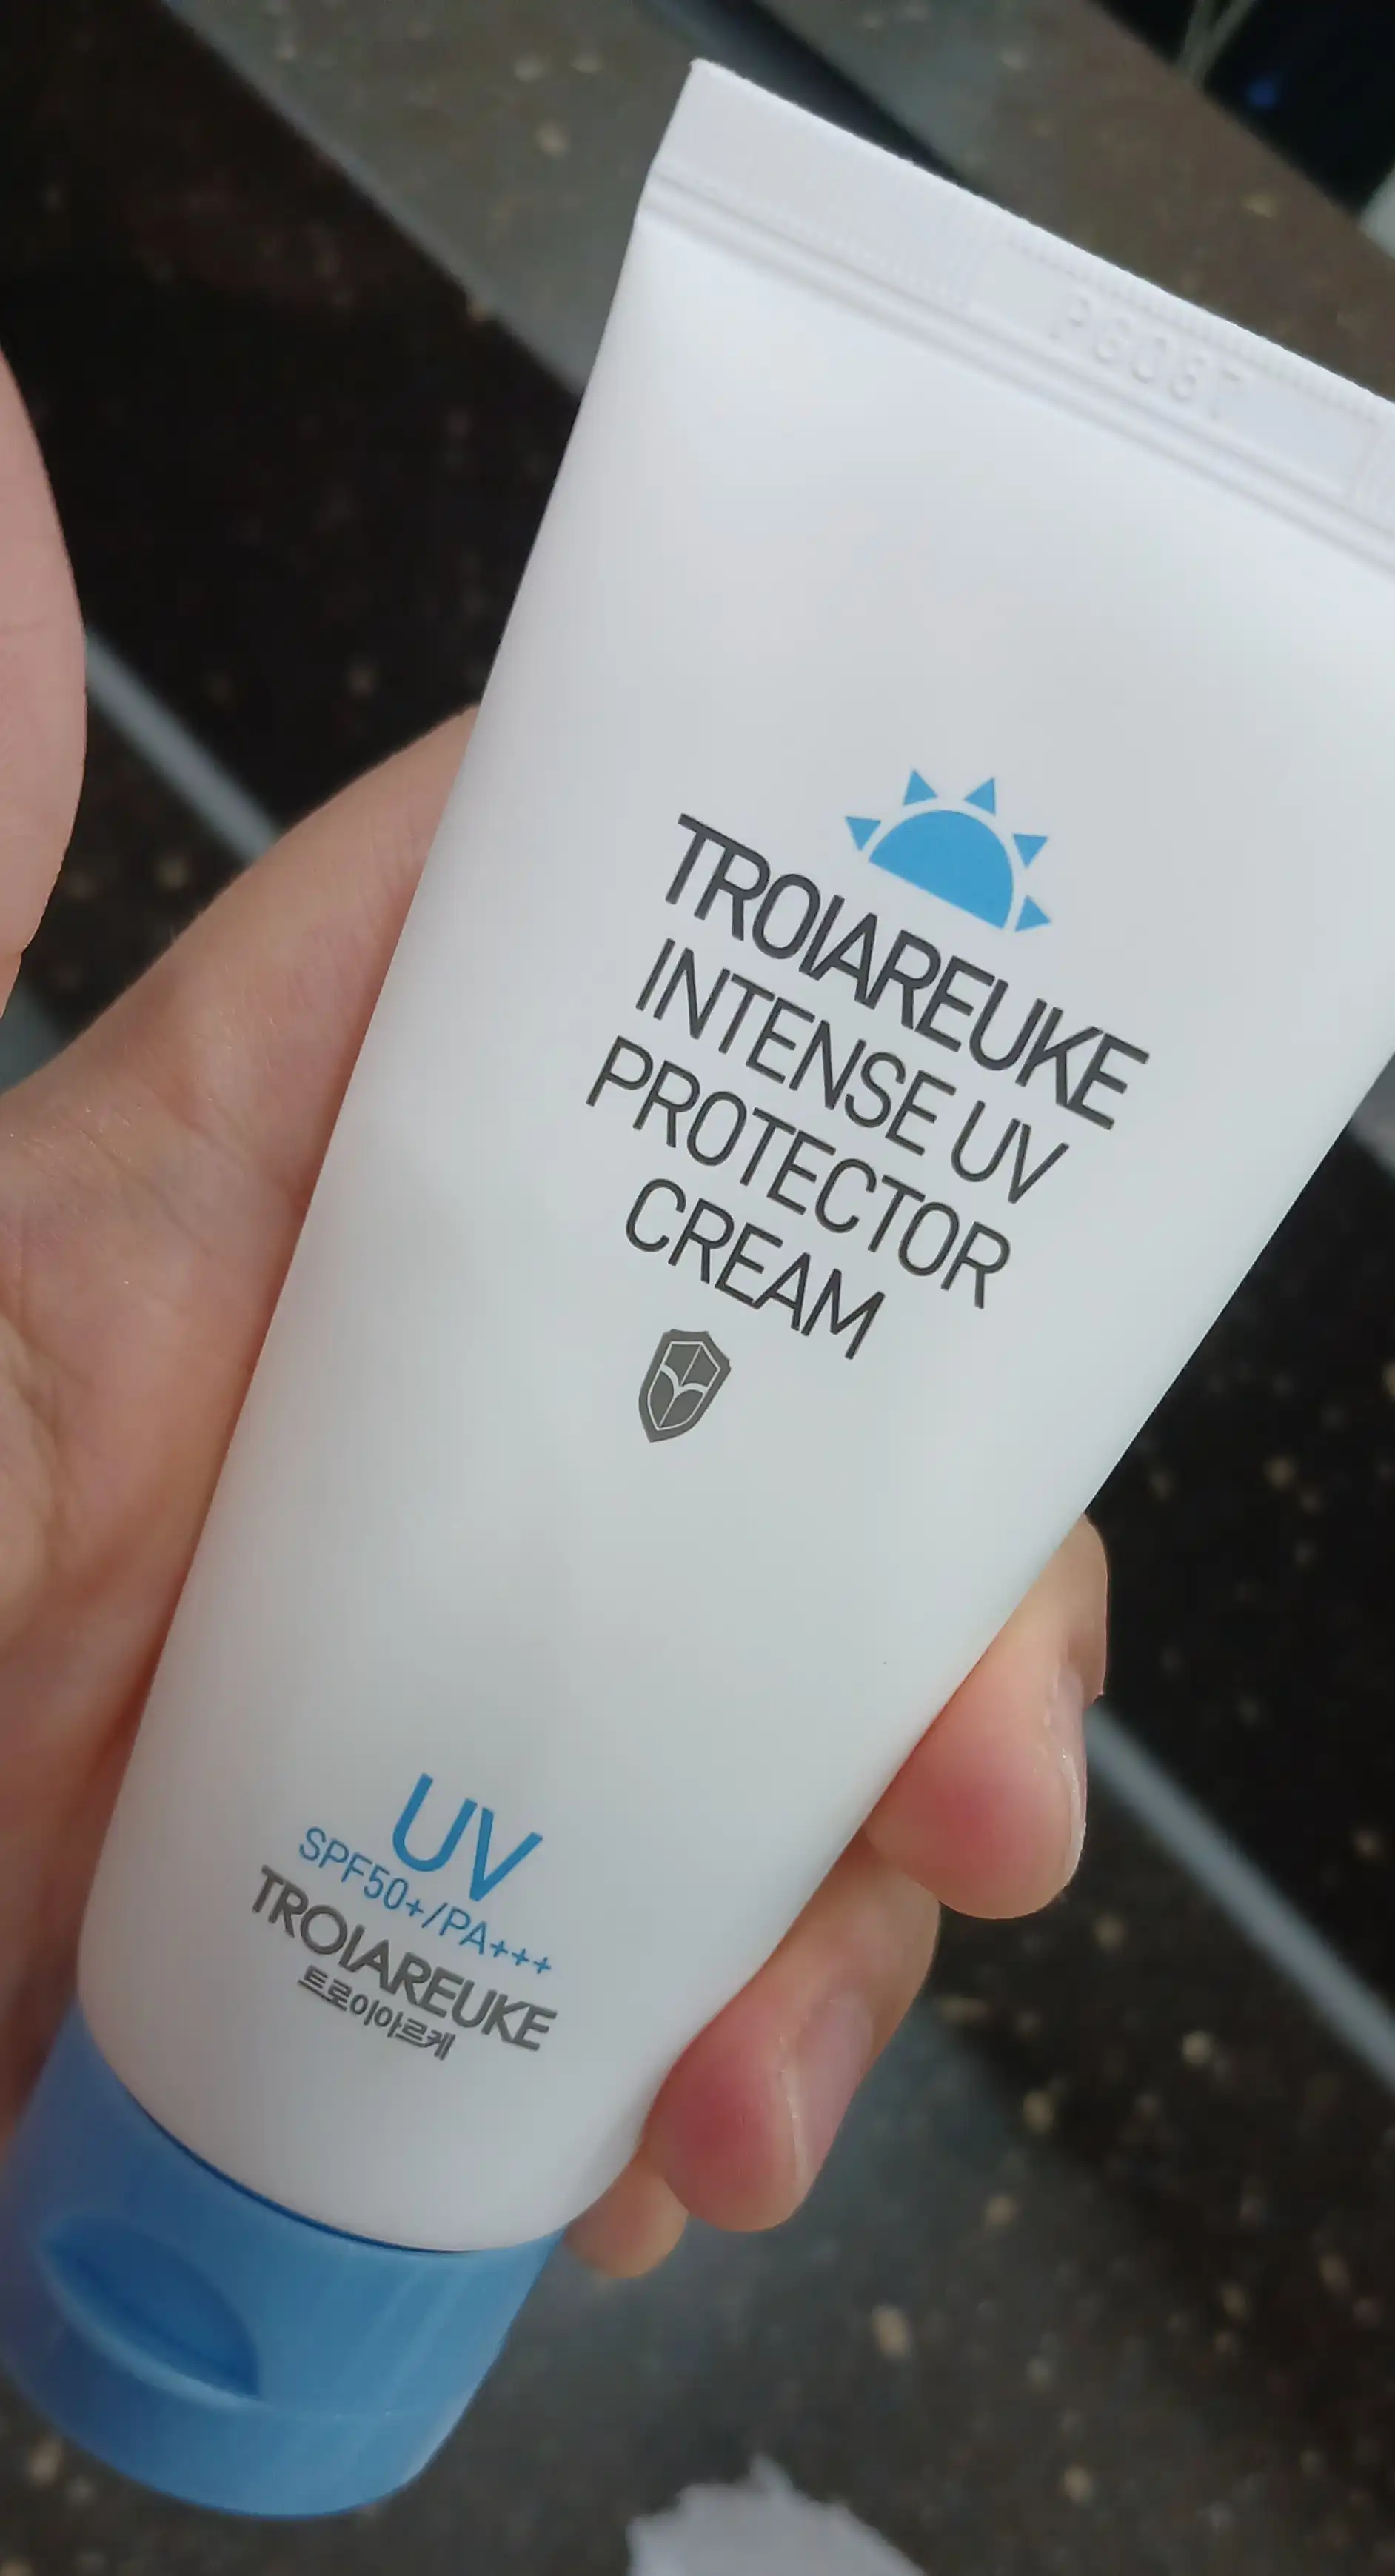 TROIAREUKE
INTENSE UV
PROTECTOR
CREAM
UV
SPF50+/PA+++
TROIAREUKE
트로이아르케